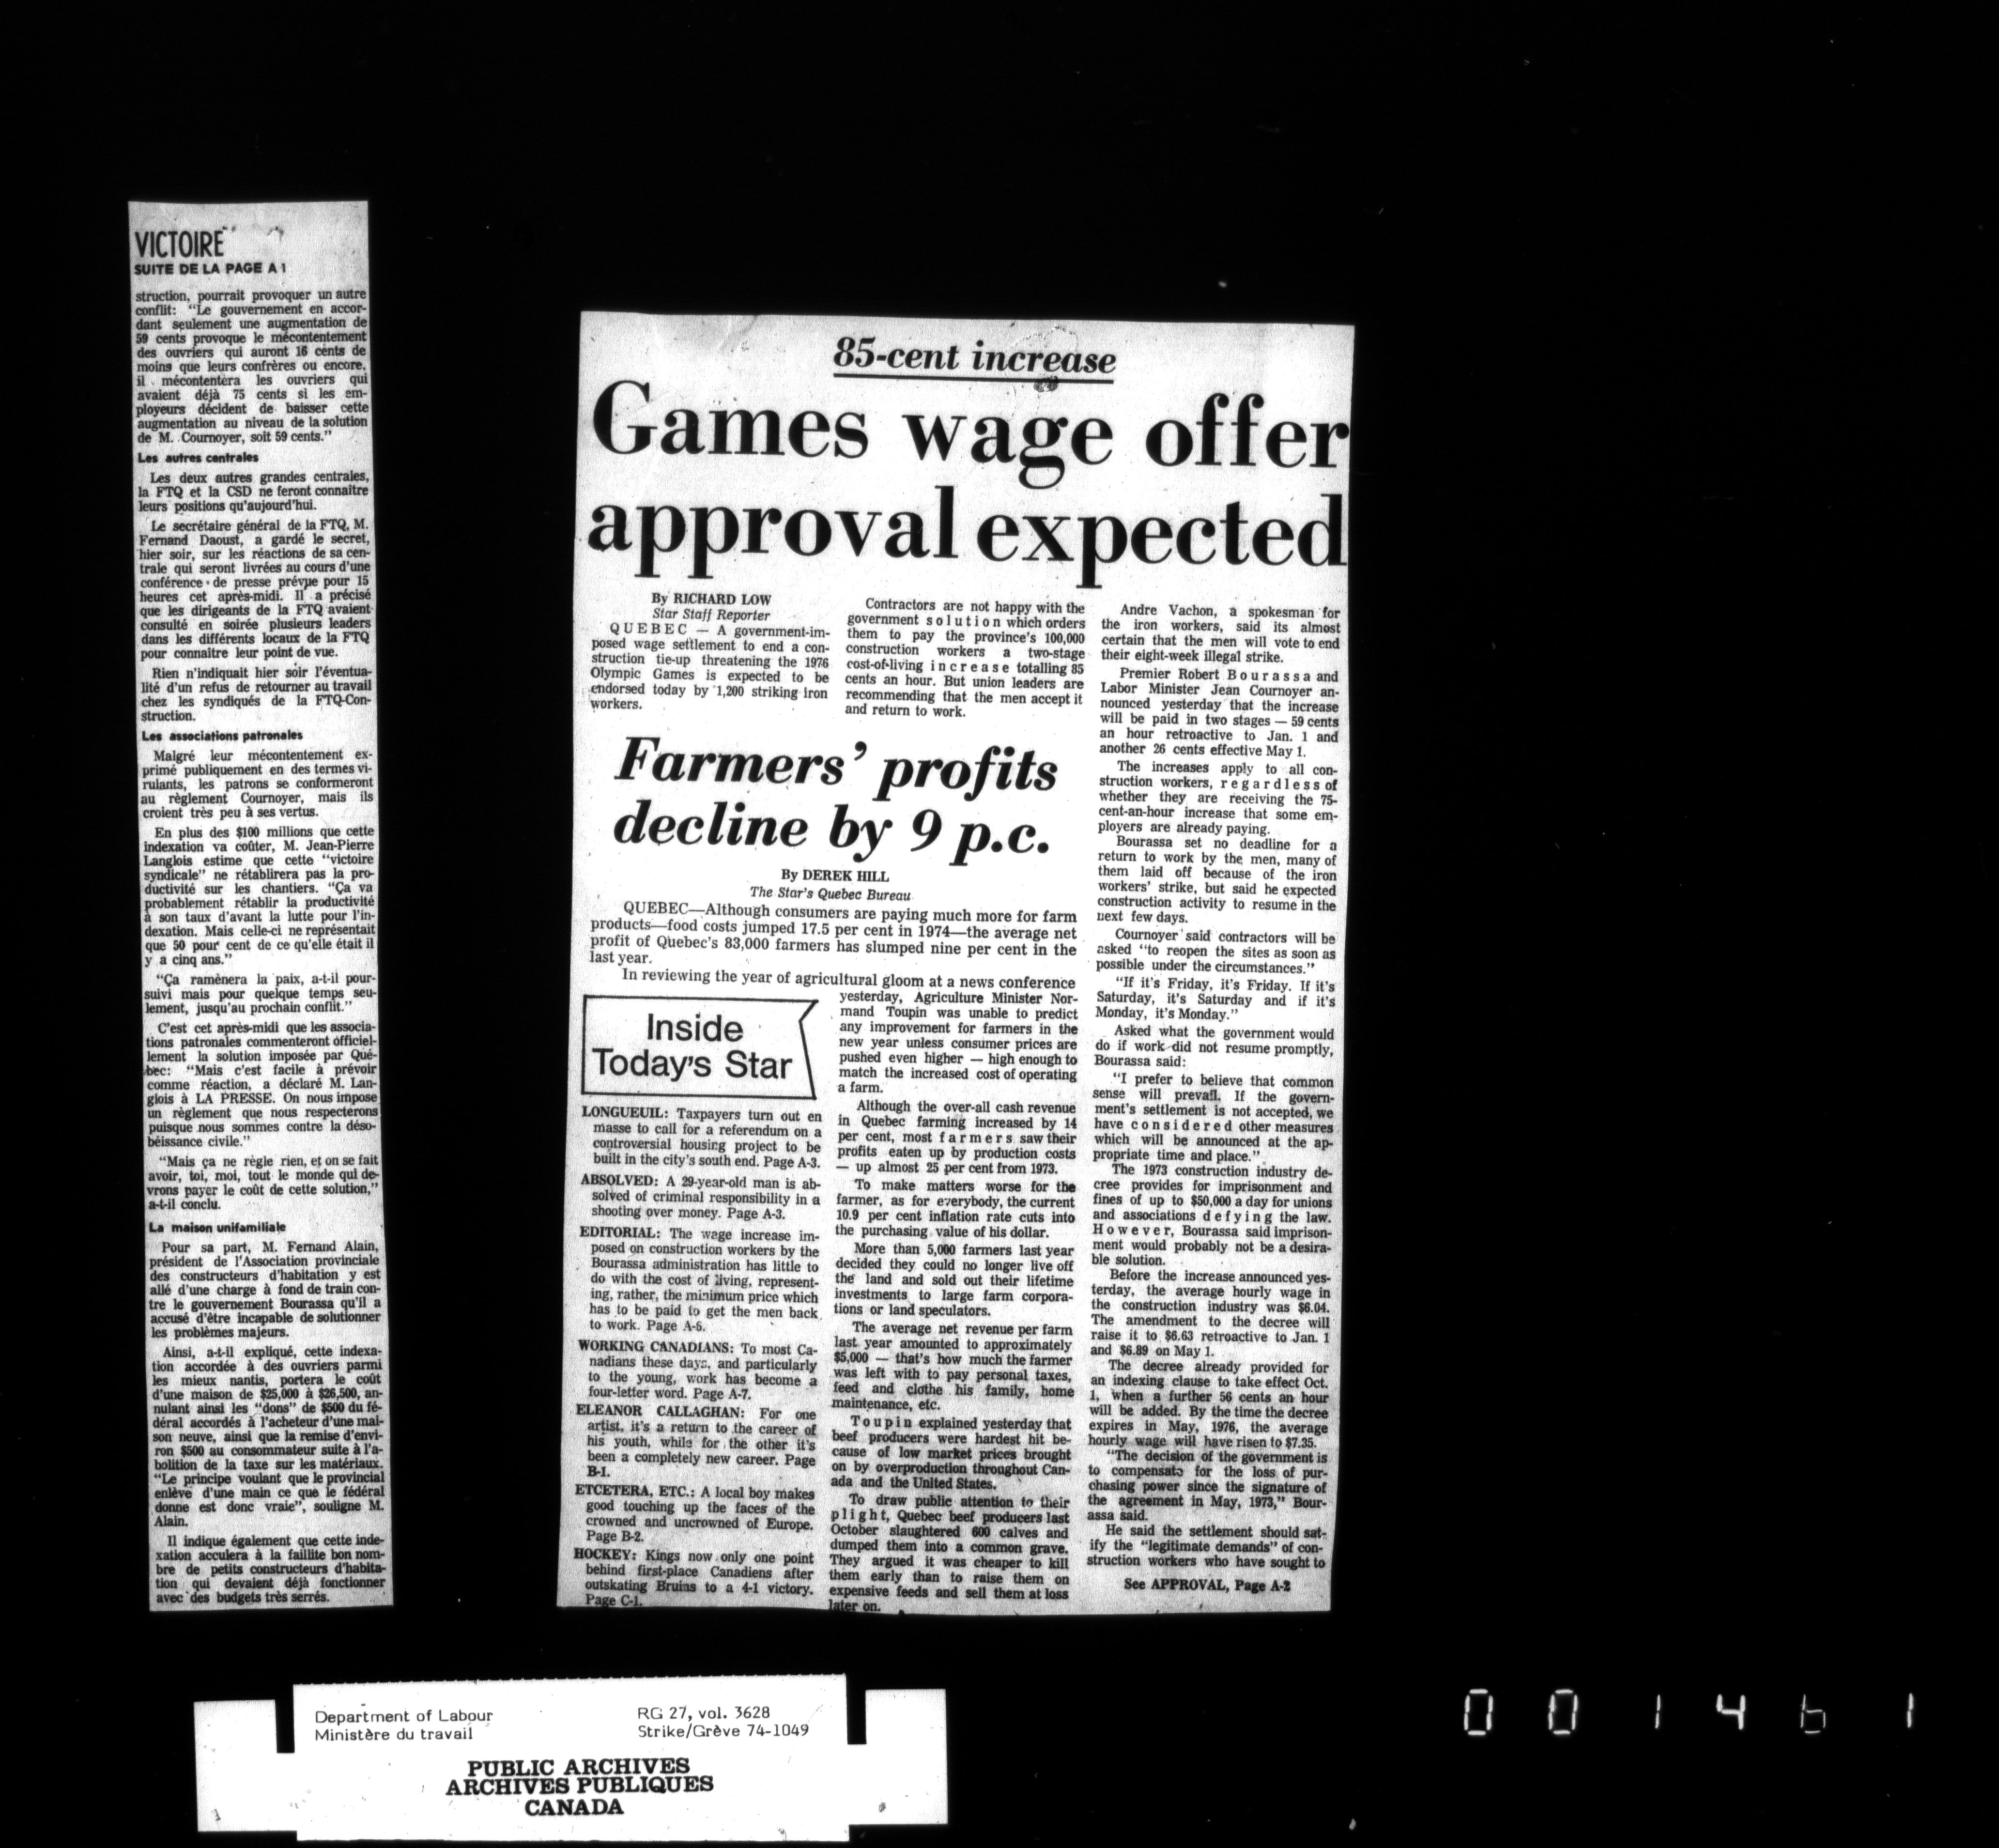 VICTOIRE
SUITE DE LA PAGE A 1
struction, pourrait provoquer un autre
conflit: "Le gouvernement en accor-
dant seulement une augmentation de
59 cents provoque le mécontentement
des ouvriers qui auront 16 cents de
moins que leurs confrères ou encore,
il mécontentera les ouvriers qui
avaient déjà 75 cents si les em-
ployeurs décident de baisser cette
augmentation au niveau de la solution
de M. Cournoyer, soit 59 cents."
Les autres centrales
Les deux autres grandes centrales,
la FTQ et la CSD ne feront connaître
leurs positions qu'aujourd'hui.
Le secrétaire général de la FTQ, M.
Fernand Daoust, a gardé le secret,
hier soir, sur les réactions de sa cen-
trale qui seront livrées au cours d'une
conférence de presse prévue pour 15
heures cet après-midi. Il a précisé
que les dirigeants de la FTQ avaient
consulté en soirée plusieurs leaders
dans les différents locaux de la FTQ
pour connaître leur point de vue.
Rien n'indiquait hier soir l'éventua-
lité d'un refus de retourner au travail
chez les syndiqués de la FTQ-Con-
struction.
Les associations patronales
Malgré leur mécontentement ex-
primé publiquement en des termes vi-
rulants, les patrons se conformeront
au règlement Cournoyer, mais ils
croient très peu à ses vertus.
En plus des $100 millions que cette
indexation va coûter, M. Jean-Pierre
Langlois estime que cette "victoire
syndicale" ne rétablirera pas la pro-
ductivité sur les chantiers. "Ça va
probablement rétablir la productivité
à son taux d'avant la lutte pour l'in-
dexation. Mais celle-ci ne représentait
que 50 pour cent de ce qu'elle était il
y a cinq ans."
"Ça ramènera la paix, a-t-il pour-
suivi mais pour quelque temps seu-
lement, jusqu'au prochain conflit."
C'est cet après-midi que les associa-
tions patronales commenteront officiel-
lement la solution imposée par Qué-
bec: "Mais c'est facile à prévoir
comme réaction, a déclaré M. Lan-
glois à LA PRESSE. On nous impose
un règlement que nous respecterons
puisque nous sommes contre la déso-
béissance civile."
"Mais ça ne règle rien, et on se fait
avoir, toi, moi, tout le monde qui de-
vrons payer le coût de cette solution,"
a-t-il conclu.
La maison unifamiliale
Pour sa part, M. Fernand Alain,
président de l'Association provinciale
des constructeurs d'habitation y est
allé d'une charge à fond de train con-
tre le gouvernement Bourassa qu'il a
accusé d'être incapable de solutionner
les problèmes majeurs.
Ainsi, a-t-il expliqué, cette indexa-
tion accordée à des ouvriers parmi
les mieux nantis, portera le coût
d'une maison de $25,000 à $26,500, an-
nulant ainsi les "dons" de $500 du fé-
déral accordés à l'acheteur d'une mai-
son neuve, ainsi que la remise d'envi-
ron $500 au consommateur suite à l'a-
bolition de la taxe sur les matériaux.
"Le principe voulant que le provincial
enlève d'une main ce que le fédéral
donne est donc vraie", souligne M.
Alain.
Il indique également que cette inde-
xation acculera à la faillite bon nom-
bre de petits constructeurs d'habita-
tion qui devaient déjà fonctionner
avec des budgets très serrés.
85-cent increase
Games wage offer
approval expected
By RICHARD LOW
Star Staff Reporter
QUEBEC — A government-im-
posed wage settlement to end a con-
struction tie-up threatening the 1976
Olympic Games is expected to be
endorsed today by 1,200 striking iron
workers.
Contractors are not happy with the
government solution which orders
them to pay the province's 100,000
construction workers a two-stage
cost-of-living increase totalling 85
cents an hour. But union leaders are
recommending that the men accept it
and return to work.
Andre Vachon, a spokesman for
the iron workers, said its almost
certain that the men will vote to end
their eight-week illegal strike.
Premier Robert Bourassa and
Labor Minister Jean Cournoyer an-
nounced yesterday that the increase
will be paid in two stages — 59 cents
an hour retroactive to Jan. 1 and
another 26 cents effective May 1.
The increases apply to all con-
struction workers, regardless of
whether they are receiving the 75-
cent-an-hour increase that some em-
ployers are already paying.
Bourassa set no deadline for a
return to work by the men, many of
them laid off because of the iron
workers' strike, but said he expected
construction activity to resume in the
next few days.
Cournoyer said contractors will be
asked "to reopen the sites as soon as
possible under the circumstances."
"If it's Friday, it's Friday. If it's
Saturday, it's Saturday and if it's
Monday, it's Monday."
Asked what the government would
do if work did not resume promptly,
Bourassa said:
"I prefer to believe that common
sense will prevail. If the govern-
ment's settlement is not accepted, we
have considered other measures
which will be announced at the ap-
propriate time and place."
The 1973 construction industry de-
cree provides for imprisonment and
fines of up to $50,000 a day for unions
and associations defying the law.
However, Bourassa said imprison-
ment would probably not be a desira-
ble solution.
Before the increase announced yes-
terday, the average hourly wage in
the construction industry was $6.04.
The amendment to the decree will
raise it to $6.63 retroactive to Jan. 1
and $6.89 on May 1.
The decree already provided for
an indexing clause to take effect Oct.
1, when a further 56 cents an hour
will be added. By the time the decree
expires in May, 1976, the average
hourly wage will have risen to $7.35.
"The decision of the government is
to compensate for the loss of pur-
chasing power since the signature of
the agreement in May, 1973," Bour-
assa said.
He said the settlement should sat-
ify the "legitimate demands" of con-
struction workers who have sought to
See APPROVAL, Page A-2
Farmers' profits
decline by 9 p.c.
By DEREK HILL
The Star's Quebec Bureau
QUEBEC—Although consumers are paying much more for farm
products—food costs jumped 17.5 per cent in 1974—the average net
profit of Quebec's 83,000 farmers has slumped nine per cent in the
last year.
In reviewing the year of agricultural gloom at a news conference
yesterday, Agriculture Minister Nor-
mand Toupin was unable to predict
any improvement for farmers in the
new year unless consumer prices are
pushed even higher — high enough to
match the increased cost of operating
a farm.
Although the over-all cash revenue
in Quebec farming increased by 14
per cent, most farmers saw their
profits eaten up by production costs
— up almost 25 per cent from 1973.
To make matters worse for the
farmer, as for everybody, the current
10.9 per cent inflation rate cuts into
the purchasing value of his dollar.
More than 5,000 farmers last year
decided they could no longer live off
the land and sold out their lifetime
investments to large farm corpora-
tions or land speculators.
The average net revenue per farm
last year amounted to approximately
$5,000 — that's how much the farmer
was left with to pay personal taxes,
feed and clothe his family, home
maintenance, etc.
Toupin explained yesterday that
beef producers were hardest hit be-
cause of low market prices brought
on by overproduction throughout Can-
ada and the United States.
To draw public attention to their
plight, Quebec beef producers last
October slaughtered 600 calves and
dumped them into a common grave.
They argued it was cheaper to kill
them early than to raise them on
expensive feeds and sell them at loss
later on.
Inside
Today's Star
LONGUEUIL: Taxpayers turn out en
masse to call for a referendum on a
controversial housing project to be
built in the city's south end. Page A-3.
ABSOLVED: A 29-year-old man is ab-
solved of criminal responsibility in a
shooting over money. Page A-3.
EDITORIAL: The wage increase im-
posed on construction workers by the
Bourassa administration has little to
do with the cost of living, represent-
ing, rather, the minimum price which
has to be paid to get the men back
to work. Page A-6.
WORKING CANADIANS: To most Ca-
nadians these days, and particularly
to the young, work has become a
four-letter word. Page A-7.
ELEANOR CALLAGHAN: For one
artist, it's a return to the career of
his youth, while for the other it's
been a completely new career. Page
B-1.
ETCETERA, ETC.: A local boy makes
good touching up the faces of the
crowned and uncrowned of Europe.
Page B-2.
HOCKEY: Kings now only one point
behind first-place Canadiens after
outskating Bruins to a 4-1 victory.
Page C-1.
Department of Labour
Ministère du travail
RG 27, vol. 3628
Strike/Grève 74-1049
PUBLIC ARCHIVES
ARCHIVES PUBLIQUES
CANADA
001461